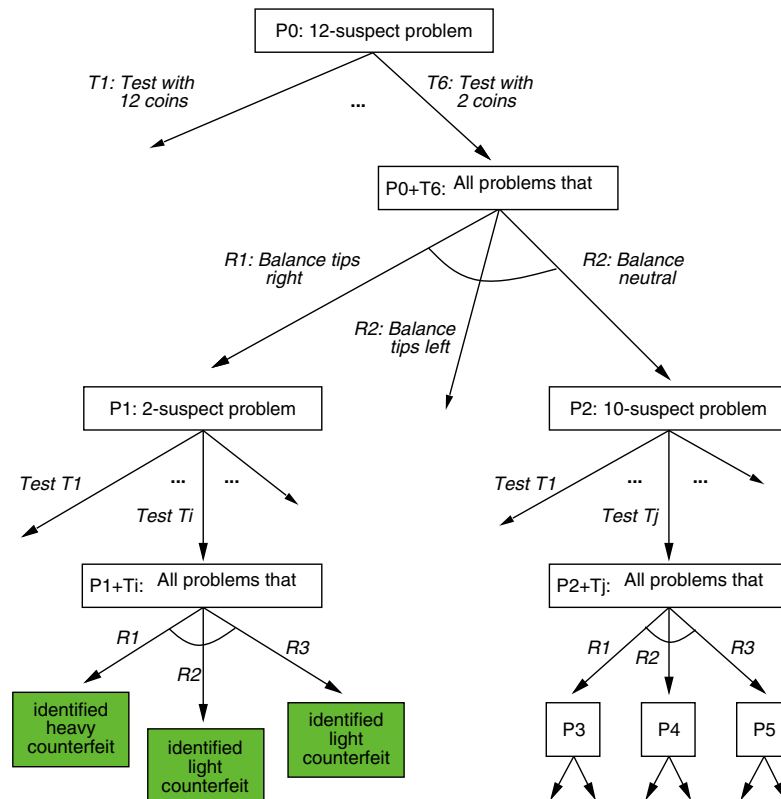 P0: 12-suspect problem
T1: Test with
12 coins
...
T6: Test with
2 coins
P0+T6: All problems that
R1: Balance tips
right
R2: Balance
tips left
R2: Balance
neutral
P1: 2-suspect problem
P2: 10-suspect problem
Test T1
...
...
Test Ti
Test T1
...
...
Test Tj
P1+Ti: All problems that
P2+Tj: All problems that
R1
R2
R3
R1
R2
R3
identified
heavy
counterfeit
identified
light
counterfeit
identified
light
counterfeit
P3
P4
P5